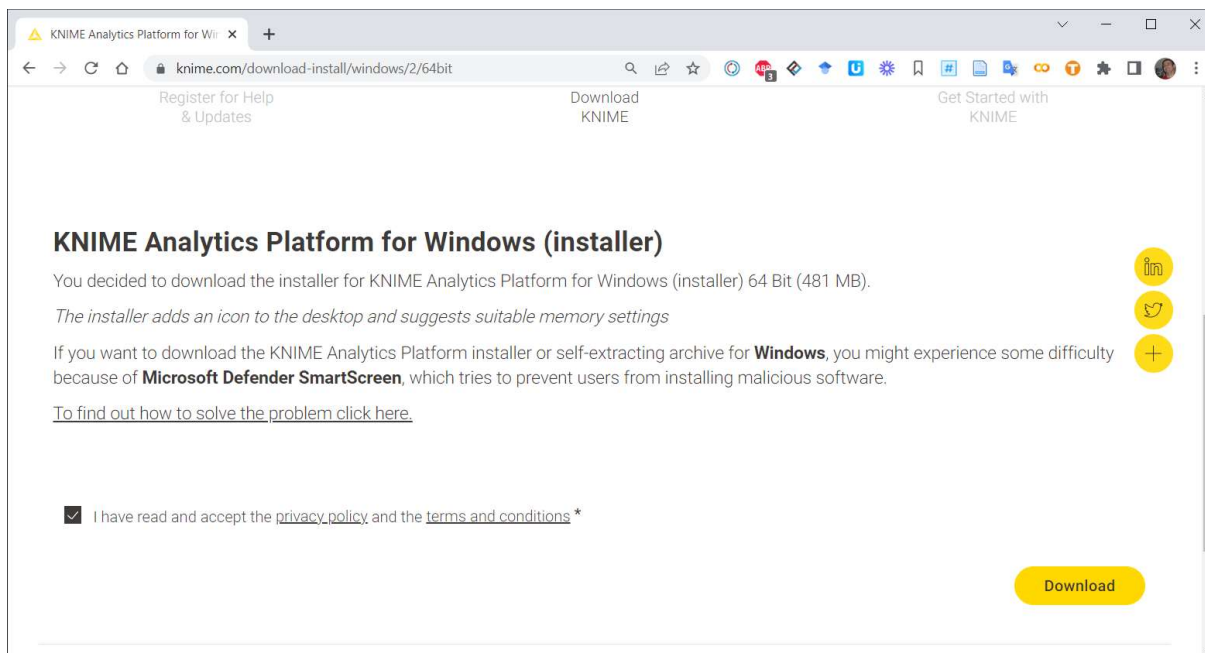 KNIME Analytics Platform for Wir
knime.com/download-install/windows/2/64bit
ABP
3
U
#
CO
T
Register for Help
& Updates
Download
KNIME
Get Started with
KNIME
KNIME Analytics Platform for Windows (installer)
You decided to download the installer for KNIME Analytics Platform for Windows (installer) 64 Bit (481 MB).
The installer adds an icon to the desktop and suggests suitable memory settings
If you want to download the KNIME Analytics Platform installer or self-extracting archive for Windows, you might experience some difficulty
because of Microsoft Defender SmartScreen, which tries to prevent users from installing malicious software.
To find out how to solve the problem click here.
in
I have read and accept the privacy policy and the terms and conditions *
Download